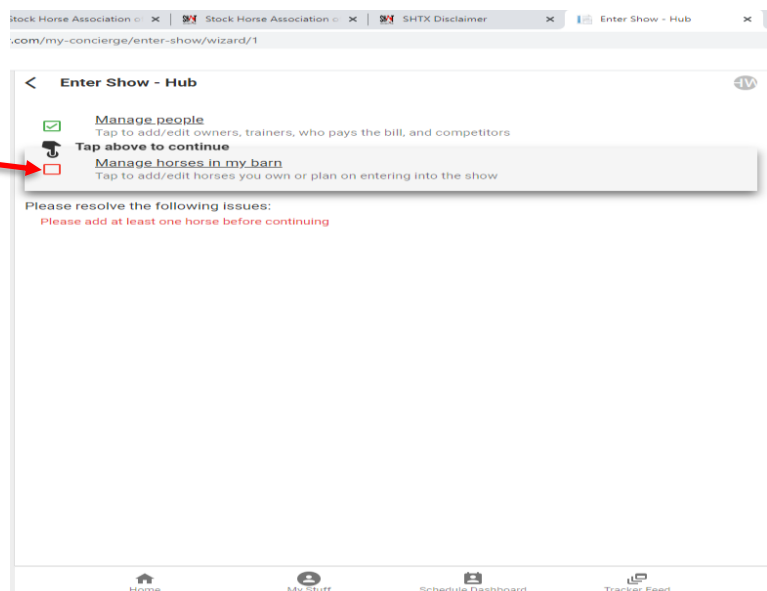 Stock Horse Association o
SHTX Stock Horse Association o
SHTX SHTX Disclaimer
Enter Show - Hub
.com/my-concierge/enter-show/wizard/1
Enter Show - Hub
Manage people
Tap to add/edit owners, trainers, who pays the bill, and competitors
Tap above to continue
Manage horses in my barn
Tap to add/edit horses you own or plan on entering into the show
Please resolve the following issues:
Please add at least one horse before continuing
Home
My Stuff
Schedule Dashboard
Tracker Feed